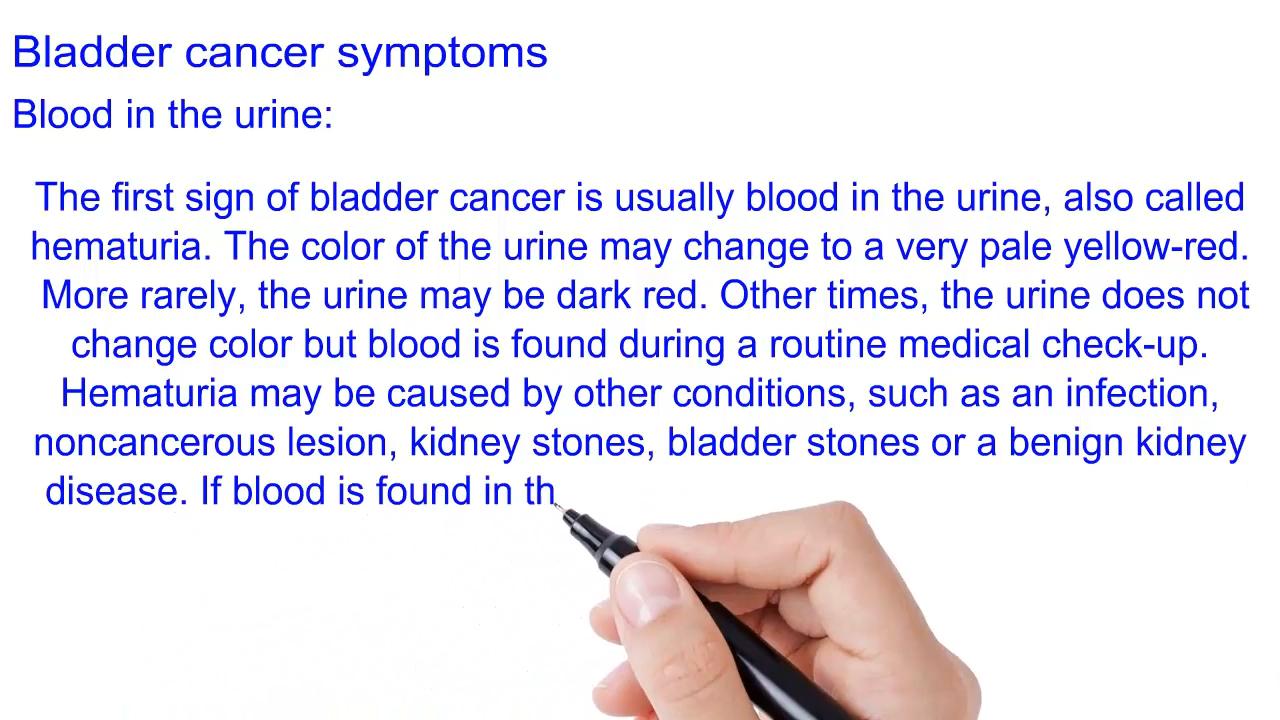 Bladder cancer symptoms
Blood in the urine:
The first sign of bladder cancer is usually blood in the urine, also called
hematuria. The color of the urine may change to a very pale yellow-red.
More rarely, the urine may be dark red. Other times, the urine does not
change color but blood is found during a routine medical check-up.
Hematuria may be caused by other conditions, such as an infection,
noncancerous lesion, kidney stones, bladder stones or a benign kidney
disease. If blood is found in th